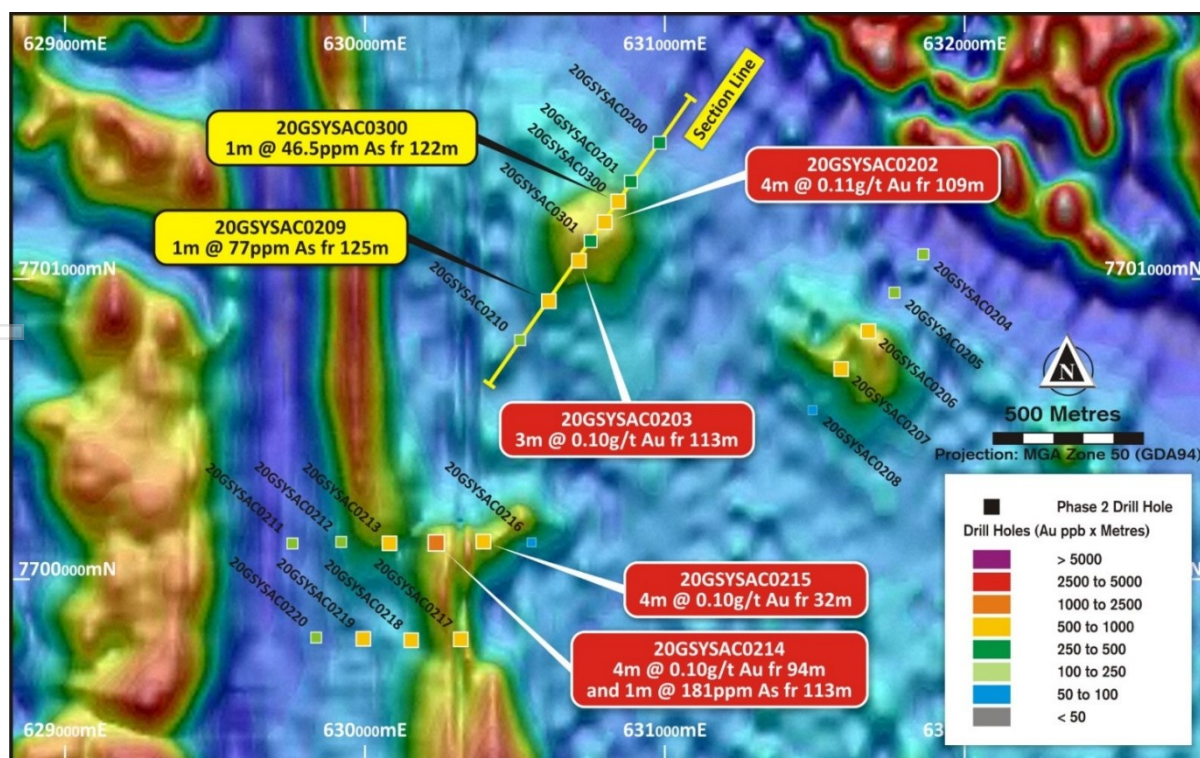 629000mE
630000mE
631000mE
632000mE
20GSYSAC0200
Section Line
20GSYSAC0201
20GSYSAC0300
20GSYSAC0300
1m @ 46.5ppm As fr 122m
20GSYSAC0202
4m @ 0.11g/t Au fr 109m
20GSYSAC0301
20GSYSAC0209
1m @ 77ppm As fr 125m
7701000mN
7701000mN
20GSYSAC0210
20GSYSAC0204
20GSYSAC0205
20GSYSAC0206
20GSYSAC0207
20GSYSAC0208
N
500 Metres
Projection: MGA Zone 50 (GDA94)
20GSYSAC0203
3m @ 0.10g/t Au fr 113m
20GSYSAC0211
20GSYSAC0212
20GSYSAC0213
20GSYSAC0216
7700000mN
20GSYSAC0220
20GSYSAC0219
20GSYSAC0218
20GSYSAC0217
20GSYSAC0215
4m @ 0.10g/t Au fr 32m
20GSYSAC0214
4m @ 0.10g/t Au fr 94m
and 1m @ 181ppm As fr 113m
Phase 2 Drill Hole
Drill Holes (Au ppb x Metres)
> 5000
2500 to 5000
1000 to 2500
500 to 1000
250 to 500
100 to 250
50 to 100
< 50
629000mE
630000mE
631000mE